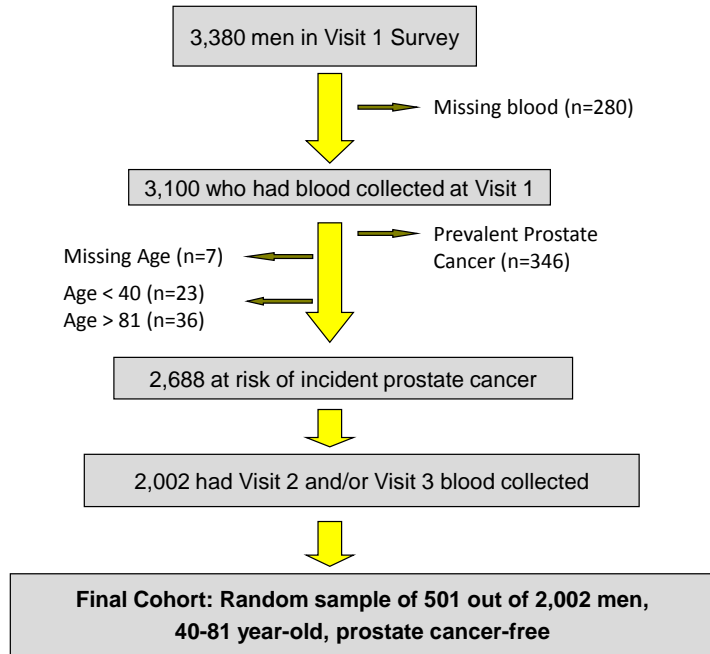 3,380 men in Visit 1 Survey
Missing blood (n=280)
3,100 who had blood collected at Visit 1
Prevalent Prostate
Cancer (n=346)
Missing Age (n=7)
Age < 40 (n=23)
Age > 81 (n=36)
2,688 at risk of incident prostate cancer
2,002 had Visit 2 and/or Visit 3 blood collected
Final Cohort: Random sample of 501 out of 2,002 men,
40-81 year-old, prostate cancer-free